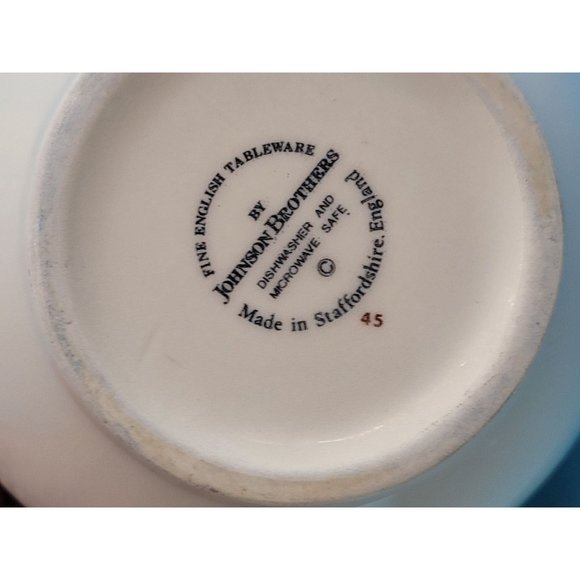 FINE ENGLISH TABLEWARE
BY
JOHNSON BROTHERS
DISHWASHER AND
MICROWAVE SAFE
©
Made in Staffordshire, England
45